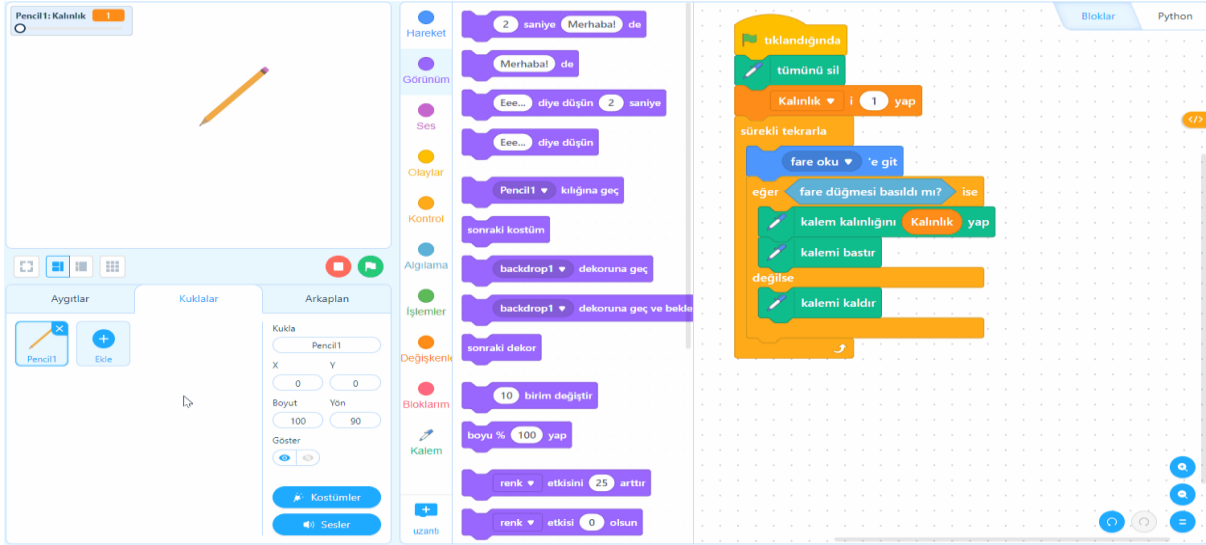 Pencil1: Kalınlık 1
Aygıtlar
Kuklalar
Arkaplan
Pencil1
Ekle
Kukla
Pencil1
X Y
0 0
Boyut Yön
100 90
Göster
Kostümler
Sesler
Hareket
Görünüm
Ses
Olaylar
Kontrol
Algılama
İşlemler
Değişkenl
Bloklarım
Kalem
uzantı
2 saniye Merhaba! de
Merhaba! de
Eee... diye düşün 2 saniye
Eee... diye düşün
Pencil1 kılığına geç
sonraki kostüm
backdrop1 dekoruna geç
backdrop1 dekoruna geç ve bekle
sonraki dekor
10 birim değiştir
boyu % 100 yap
renk etkisini 25 arttır
renk etkisi 0 olsun
tıklandığında
tümünü sil
Kalınlık i 1 yap
sürekli tekrarla
fare oku 'e git
eğer fare düğmesi basıldı mı? ise
kalem kalınlığını Kalınlık yap
kalemi bastır
değilse
kalemi kaldır
Bloklar
Python
</>